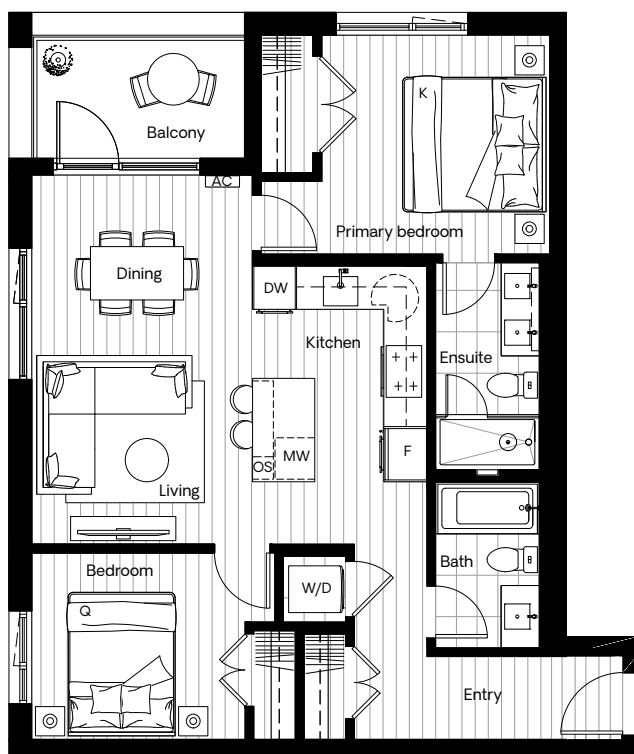 K
Balcony
AC
Primary bedroom
Dining
DW
Kitchen
Ensuite
F
MW
OS
Living
Bedroom
Bath
W/D
Q
Entry